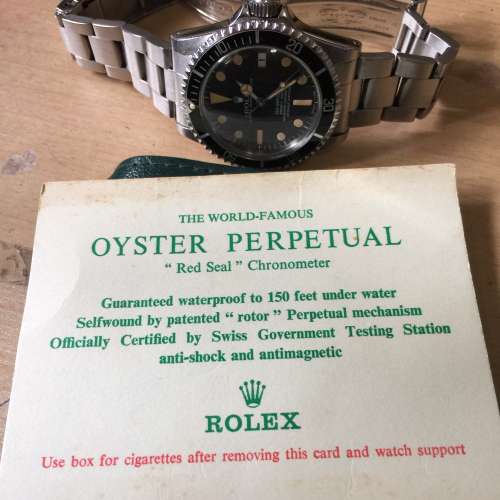 20
THE WORLD-FAMOUS
OYSTER PERPETUAL
" Red Seal " Chronometer
Guaranteed waterproof to 150 feet under water
Selfwound by patented " rotor " Perpetual mechanism
Officially Certified by Swiss Government Testing Station
anti-shock and antimagnetic
ROLEX
Use box for cigarettes after removing this card and watch support